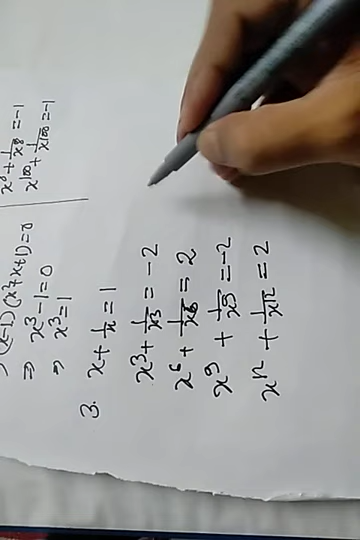 x⁸ + 1/x⁸ = -1
x¹⁰⁰ + 1/x¹⁰⁰ = -1
(x-1)(x²+x+1)=0
⇒ x³-1=0
⇒ x³=1
3. x + 1/x = 1
x³ + 1/x³ = -2
x⁶ + 1/x⁶ = 2
x⁹ + 1/x⁹ = -2
x¹² + 1/x¹² = 2